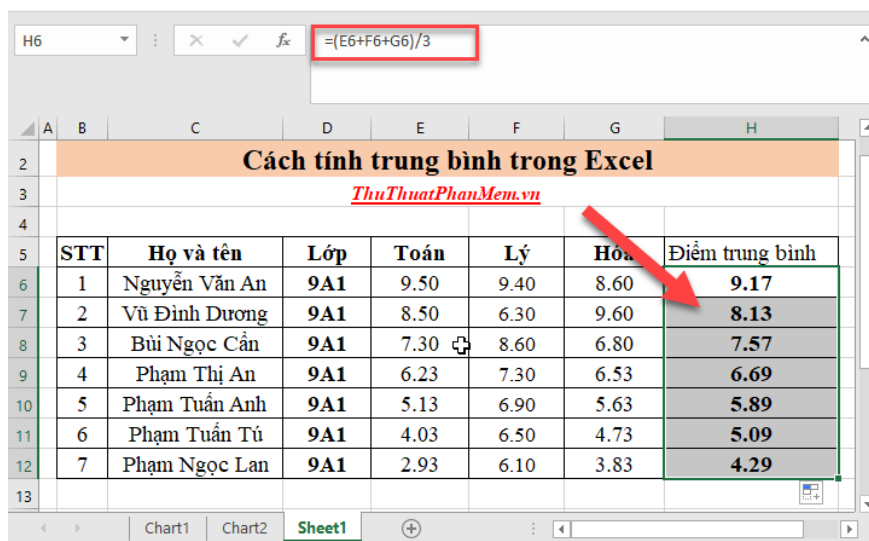 H6 fx =(E6+F6+G6)/3
A B C D E F G H
2 Cách tính trung bình trong Excel
3 ThuThuatPhanMem.vn
4
5 STT Họ và tên Lớp Toán Lý Hóa Điểm trung bình
6 1 Nguyễn Văn An 9A1 9.50 9.40 8.60 9.17
7 2 Vũ Đình Dương 9A1 8.50 6.30 9.60 8.13
8 3 Bùi Ngọc Cẩn 9A1 7.30 8.60 6.80 7.57
9 4 Phạm Thị An 9A1 6.23 7.30 6.53 6.69
10 5 Phạm Tuấn Anh 9A1 5.13 6.90 5.63 5.89
11 6 Phạm Tuấn Tú 9A1 4.03 6.50 4.73 5.09
12 7 Phạm Ngọc Lan 9A1 2.93 6.10 3.83 4.29
13
Chart1 Chart2 Sheet1